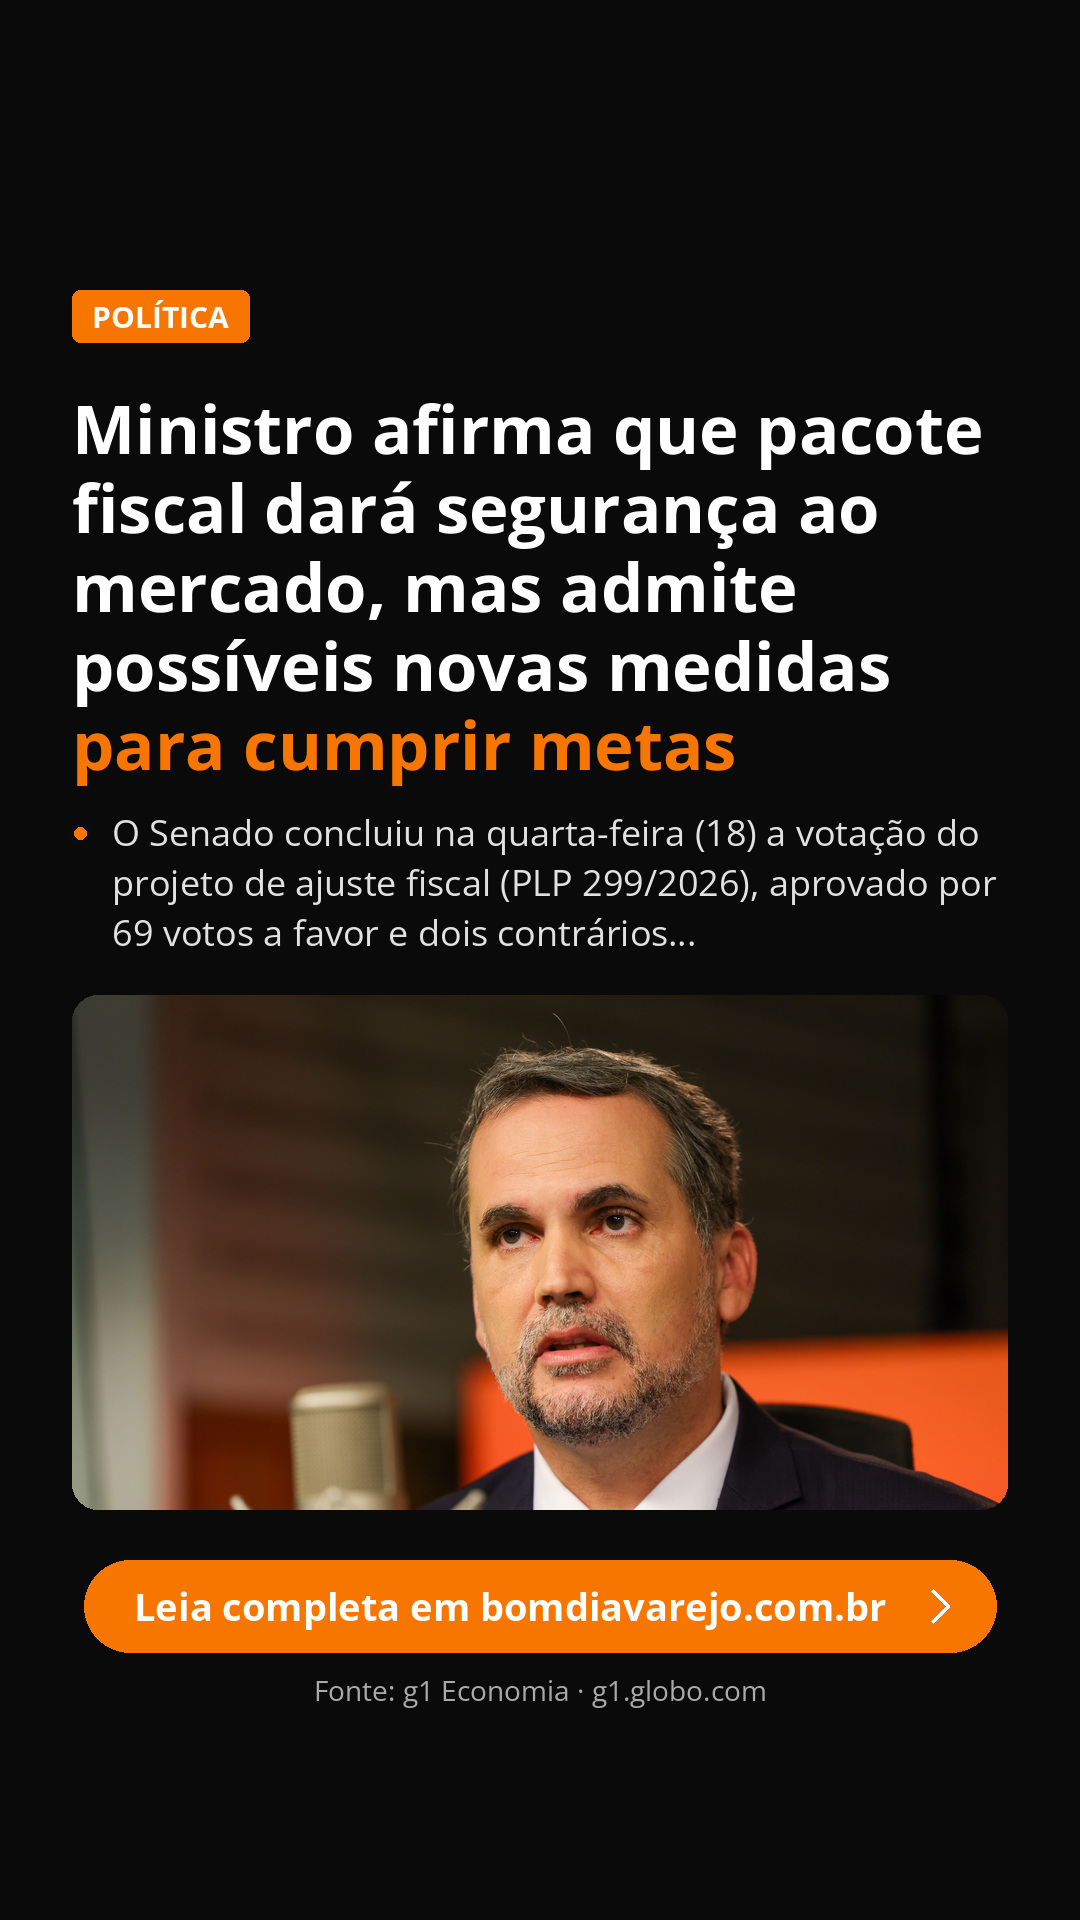 POLÍTICA
Ministro afirma que pacote
fiscal dará segurança ao
mercado, mas admite
possíveis novas medidas
para cumprir metas
• O Senado concluiu na quarta-feira (18) a votação do
projeto de ajuste fiscal (PLP 299/2026), aprovado por
69 votos a favor e dois contrários...
Leia completa em bomdiavarejo.com.br
Fonte: g1 Economia · g1.globo.com